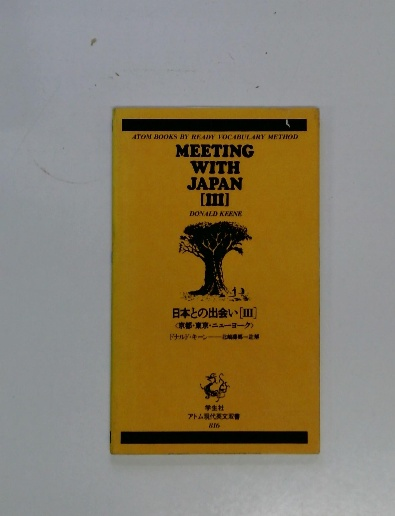 ATOM BOOKS BY READY VOCABULARY METHOD
MEETING
WITH
JAPAN
[III]
DONALD KEENE
日本との出会い[III]
〈京都・東京・ニューヨーク〉
ドナルド・キーン
学生社
アトム現代英文双書
816